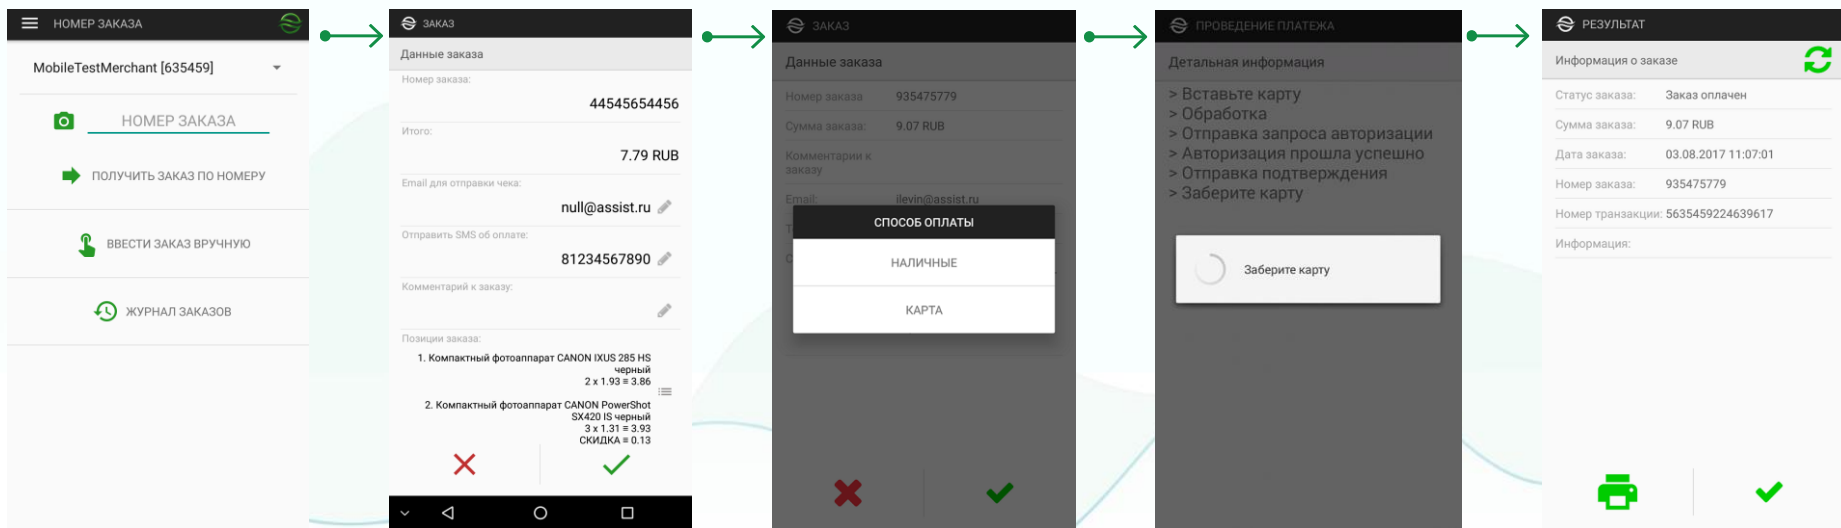 НОМЕР ЗАКАЗА
MobileTestMerchant [635459]
НОМЕР ЗАКАЗА
ПОЛУЧИТЬ ЗАКАЗ ПО НОМЕРУ
ВВЕСТИ ЗАКАЗ ВРУЧНУЮ
ЖУРНАЛ ЗАКАЗОВ
ЗАКАЗ
Данные заказа
Номер заказа:
44545654456
Итого:
7.79 RUB
Email для отправки чека:
null@assist.ru
Отправить SMS об оплате:
81234567890
Комментарий к заказу:
Позиции заказа:
1. Компактный фотоаппарат CANON IXUS 285 HS
черный
2 x 1.93 = 3.86
2. Компактный фотоаппарат CANON PowerShot
SX420 IS черный
3 x 1.31 = 3.93
СКИДКА = 0.13
ЗАКАЗ
Данные заказа
Номер заказа 935475779
Сумма заказа: 9.07 RUB
Комментарии к
заказу
Email: ilevin@assist.ru
СПОСОБ ОПЛАТЫ
НАЛИЧНЫЕ
КАРТА
ПРОВЕДЕНИЕ ПЛАТЕЖА
Детальная информация
> Вставьте карту
> Обработка
> Отправка запроса авторизации
> Авторизация прошла успешно
> Отправка подтверждения
> Заберите карту
Заберите карту
РЕЗУЛЬТАТ
Информация о заказе
Статус заказа: Заказ оплачен
Сумма заказа: 9.07 RUB
Дата заказа: 03.08.2017 11:07:01
Номер заказа: 935475779
Номер транзакции: 5635459224639617
Информация: